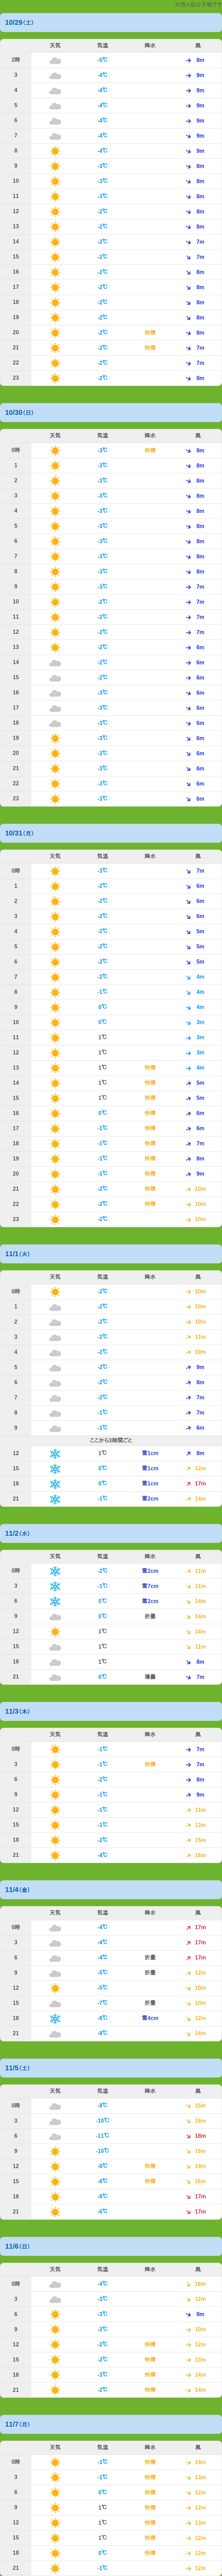 10/29（土）
天気 気温 降水 風
2時 -5℃ 8m
3 -4℃ 9m
4 -4℃ 9m
5 -4℃ 9m
6 -4℃ 9m
7 -4℃ 9m
8 -4℃ 9m
9 -3℃ 8m
10 -3℃ 8m
11 -3℃ 8m
12 -2℃ 8m
13 -2℃ 8m
14 -2℃ 7m
15 -2℃ 7m
16 -2℃ 8m
17 -2℃ 8m
18 -2℃ 8m
19 -2℃ 8m
20 -2℃ 快晴 8m
21 -2℃ 快晴 7m
22 -2℃ 7m
23 -2℃ 8m
10/30（日）
天気 気温 降水 風
0時 -3℃ 快晴 8m
1 -3℃ 8m
2 -3℃ 8m
3 -3℃ 8m
4 -3℃ 8m
5 -3℃ 8m
6 -3℃ 8m
7 -3℃ 8m
8 -3℃ 8m
9 -3℃ 7m
10 -2℃ 7m
11 -2℃ 7m
12 -2℃ 7m
13 -2℃ 6m
14 -2℃ 6m
15 -2℃ 6m
16 -3℃ 6m
17 -3℃ 6m
18 -3℃ 6m
19 -3℃ 6m
20 -3℃ 6m
21 -3℃ 6m
22 -3℃ 6m
23 -3℃ 6m
10/31（月）
天気 気温 降水 風
0時 -3℃ 7m
1 -2℃ 6m
2 -2℃ 6m
3 -2℃ 6m
4 -2℃ 5m
5 -2℃ 5m
6 -2℃ 5m
7 -2℃ 4m
8 -1℃ 4m
9 0℃ 4m
10 0℃ 3m
11 1℃ 3m
12 1℃ 3m
13 1℃ 快晴 4m
14 1℃ 快晴 5m
15 1℃ 快晴 5m
16 0℃ 快晴 6m
17 -1℃ 快晴 6m
18 -1℃ 快晴 7m
19 -1℃ 快晴 8m
20 -1℃ 快晴 9m
21 -2℃ 快晴 10m
22 -2℃ 快晴 10m
23 -2℃ 10m
11/1（火）
天気 気温 降水 風
0時 -2℃ 10m
1 -2℃ 10m
2 -2℃ 10m
3 -2℃ 11m
4 -2℃ 10m
5 -2℃ 9m
6 -2℃ 8m
7 -2℃ 7m
8 -1℃ 7m
9 -1℃ 6m
ここから3時間ごと
12 1℃ 雪1cm 8m
15 0℃ 雪1cm 12m
18 0℃ 雪1cm 17m
21 -1℃ 雪2cm 14m
11/2（水）
天気 気温 降水 風
0時 -2℃ 雪2cm 11m
3 -1℃ 雪7cm 11m
6 0℃ 雪2cm 14m
9 0℃ 14m
12 1℃ 14m
15 1℃ 11m
18 1℃ 8m
21 0℃ 薄曇 7m
11/3（木）
天気 気温 降水 風
0時 -1℃ 7m
3 -1℃ 快晴 7m
6 -2℃ 8m
9 -1℃ 9m
12 -1℃ 11m
15 -1℃ 13m
18 -2℃ 15m
21 -4℃ 16m
11/4（金）
天気 気温 降水 風
0時 -4℃ 17m
3 -4℃ 17m
6 -4℃ 17m
9 -5℃ 12m
12 -5℃ 10m
15 -7℃ 10m
18 -8℃ 雪4cm 12m
21 -8℃ 14m
11/5（土）
天気 気温 降水 風
0時 -8℃ 15m
3 -10℃ 16m
6 -11℃ 18m
9 -10℃ 16m
12 -8℃ 快晴 14m
15 -8℃ 快晴 16m
18 -8℃ 17m
21 -6℃ 17m
11/6（日）
天気 気温 降水 風
0時 -4℃ 16m
3 -3℃ 12m
6 -3℃ 8m
9 -2℃ 10m
12 -2℃ 快晴 12m
15 -2℃ 快晴 13m
18 -3℃ 快晴 14m
21 -2℃ 快晴 14m
11/7（月）
天気 気温 降水 風
0時 -1℃ 快晴 14m
3 -1℃ 快晴 13m
6 0℃ 快晴 12m
9 1℃ 快晴 12m
12 1℃ 快晴 13m
15 1℃ 快晴 12m
18 0℃ 快晴 12m
21 -1℃ 12m